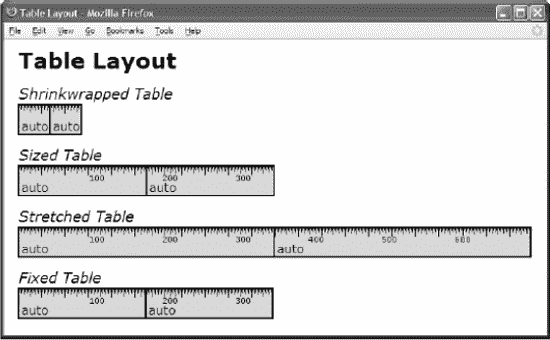 Table Layout - Mozilla Firefox
File Edit View Go Bookmarks Tools Help
Table Layout
Shrinkwrapped Table
auto auto
Sized Table
100 200 300
auto auto
Stretched Table
100 200 300 400 500 600
auto auto
Fixed Table
100 200 300
auto auto